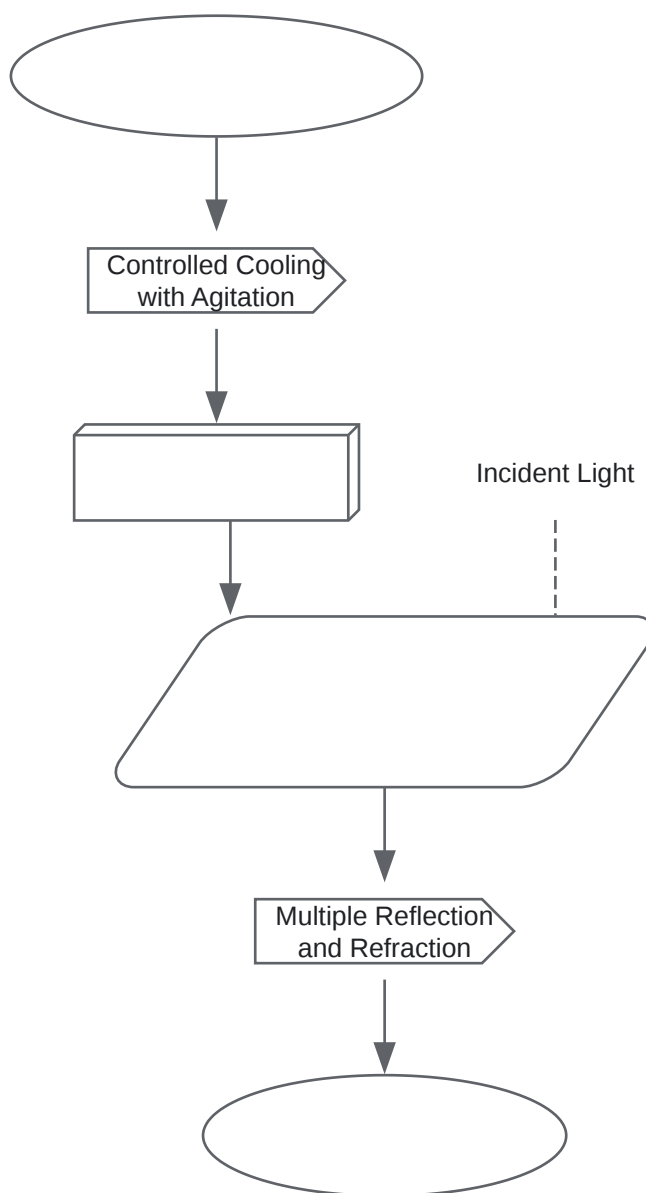 Controlled Cooling
with Agitation
Incident Light
Multiple Reflection
and Refraction